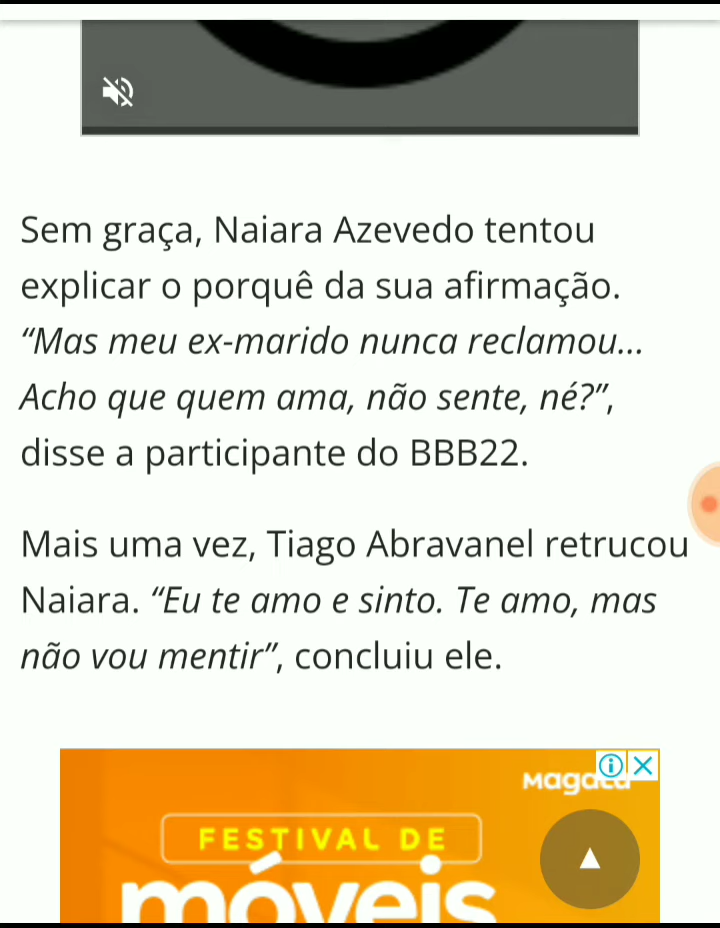 Sem graça, Naiara Azevedo tentou
explicar o porquê da sua afirmação.
“Mas meu ex-marido nunca reclamou...
Acho que quem ama, não sente, né?”,
disse a participante do BBB22.
Mais uma vez, Tiago Abravanel retrucou
Naiara. “Eu te amo e sinto. Te amo, mas
não vou mentir”, concluiu ele.
FESTIVAL DE
móveis